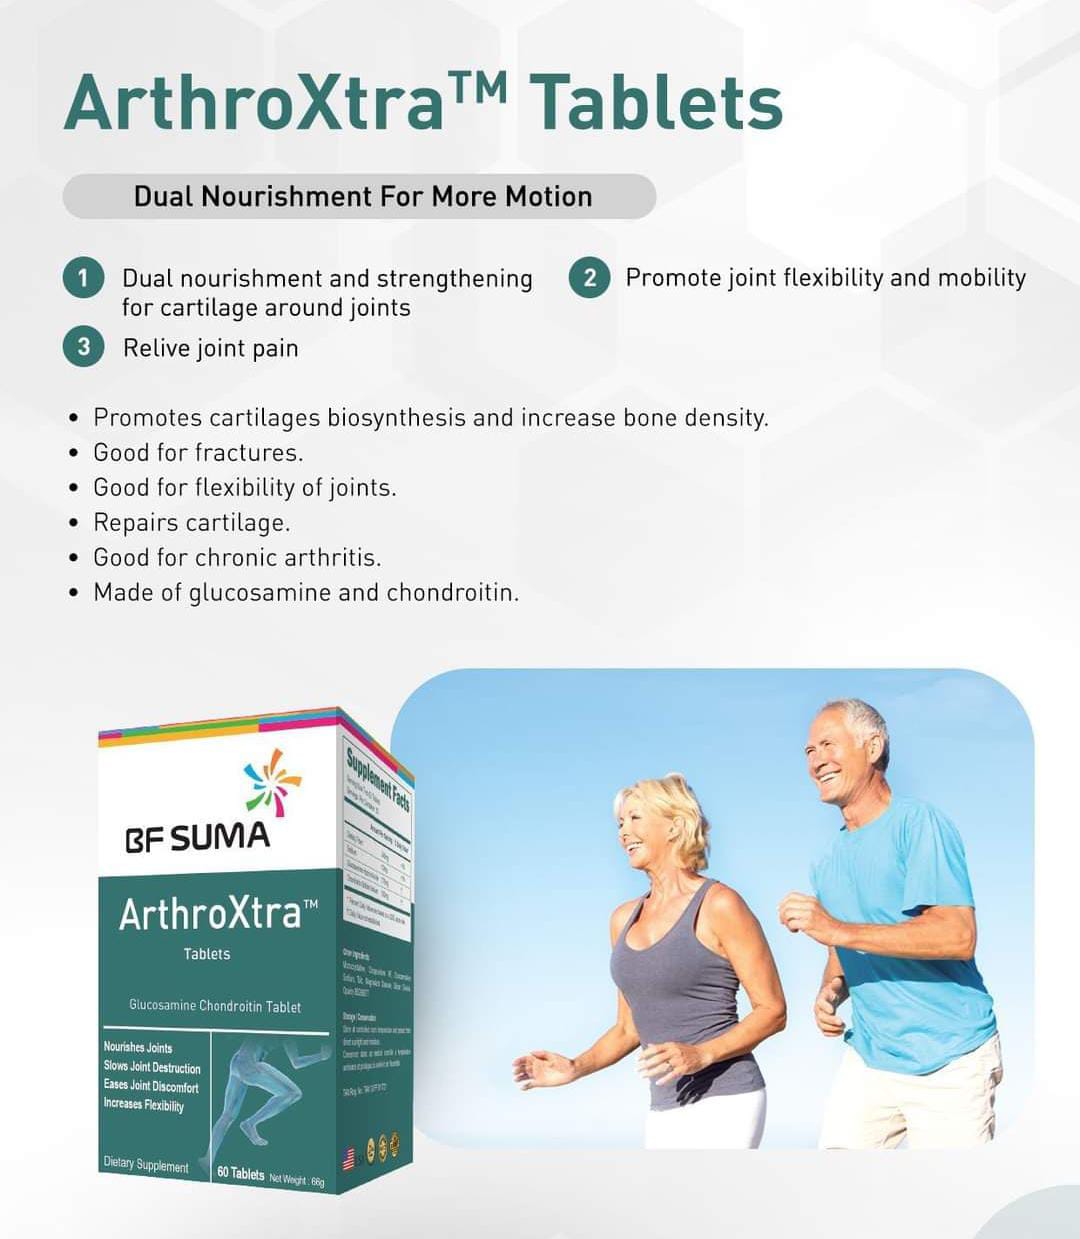 ArthroXtra™ Tablets
Dual Nourishment For More Motion
1 Dual nourishment and strengthening
for cartilage around joints
2 Promote joint flexibility and mobility
3 Relive joint pain
• Promotes cartilages biosynthesis and increase bone density.
• Good for fractures.
• Good for flexibility of joints.
• Repairs cartilage.
• Good for chronic arthritis.
• Made of glucosamine and chondroitin.
BF SUMA
ArthroXtra™
Tablets
Glucosamine Chondroitin Tablet
Nourishes Joints
Slows Joint Destruction
Eases Joint Discomfort
Increases Flexibility
Dietary Supplement
60 Tablets Net Weight : 66g
Supplement Facts